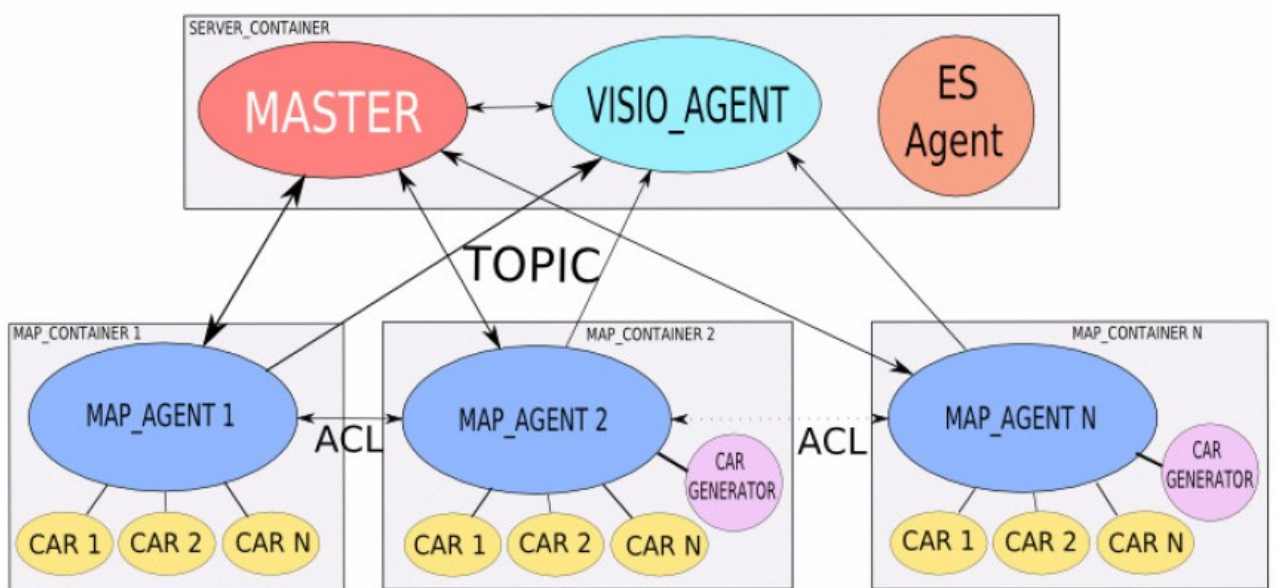 SERVER_CONTAINER
MASTER
VISIO_AGENT
ES
Agent
TOPIC
MAP_CONTAINER 1
MAP_CONTAINER 2
MAP_CONTAINER N
MAP_AGENT 1
MAP_AGENT 2
MAP_AGENT N
ACL
ACL
CAR
GENERATOR
CAR
GENERATOR
CAR 1
CAR 2
CAR N
CAR 1
CAR 2
CAR N
CAR 1
CAR 2
CAR N